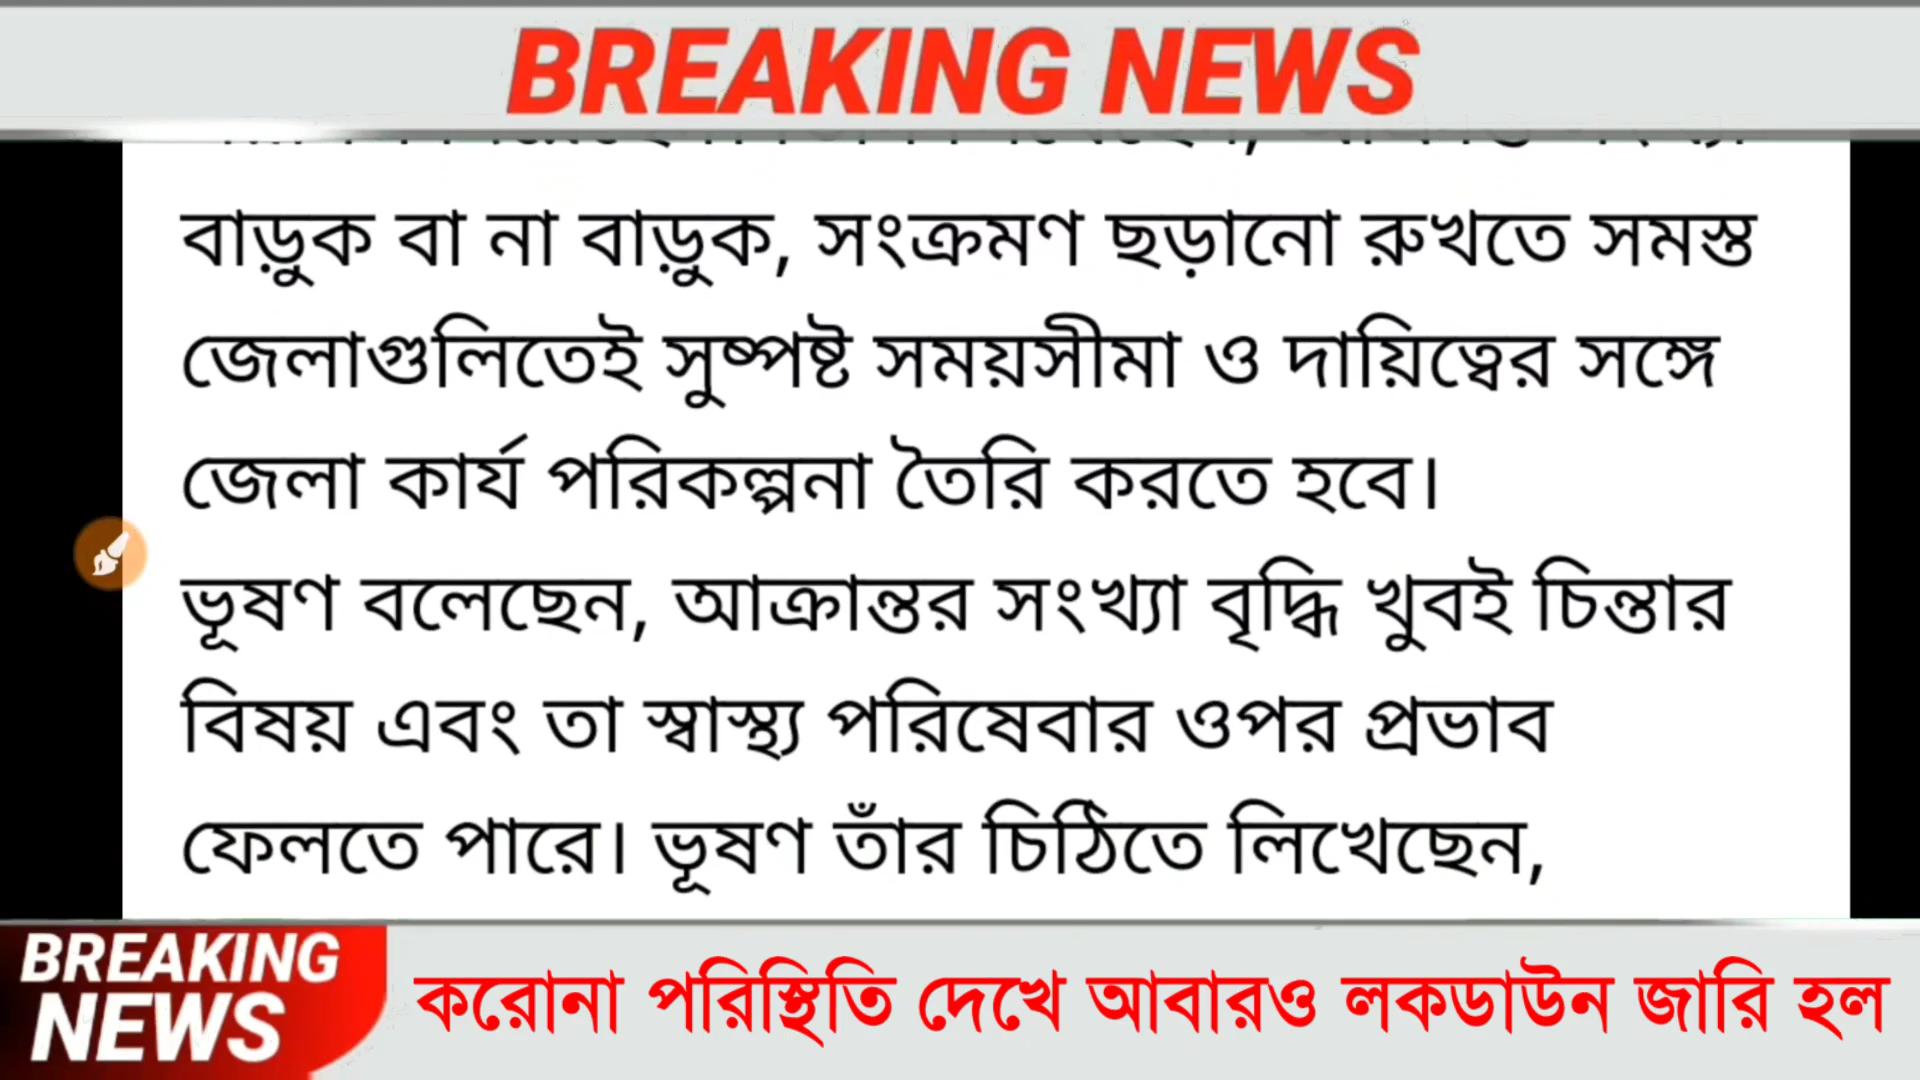 BREAKING NEWS
বাড়ুক বা না বাড়ুক, সংক্রমণ ছড়ানো রুখতে সমস্ত
জেলাগুলিতেই সুষ্পষ্ট সময়সীমা ও দায়িত্বের সঙ্গে
জেলা কার্য পরিকল্পনা তৈরি করতে হবে।
ভূষণ বলেছেন, আক্রান্তর সংখ্যা বৃদ্ধি খুবই চিন্তার
বিষয় এবং তা স্বাস্থ্য পরিষেবার ওপর প্রভাব
ফেলতে পারে। ভূষণ তাঁর চিঠিতে লিখেছেন,
BREAKING
NEWS
করোনা পরিস্থিতি দেখে আবারও লকডাউন জারি হল